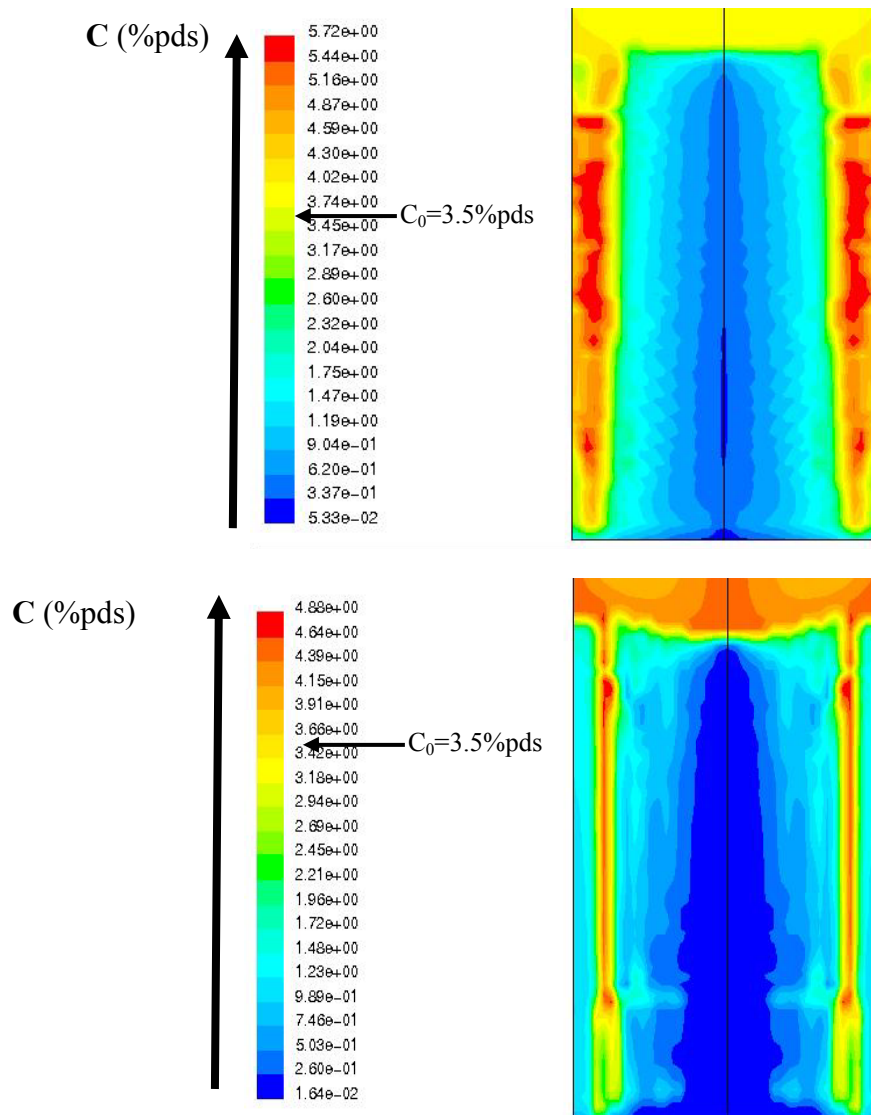 C (%pds)
5.72e+00
5.44e+00
5.16e+00
4.87e+00
4.59e+00
4.30e+00
4.02e+00
3.74e+00
3.45e+00
3.17e+00
2.89e+00
2.60e+00
2.32e+00
2.04e+00
1.75e+00
1.47e+00
1.19e+00
9.04e-01
6.20e-01
3.37e-01
5.33e-02
C₀=3.5%pds
C (%pds)
4.88e+00
4.64e+00
4.39e+00
4.15e+00
3.91e+00
3.66e+00
3.42e+00
3.18e+00
2.94e+00
2.69e+00
2.45e+00
2.21e+00
1.96e+00
1.72e+00
1.48e+00
1.23e+00
9.89e-01
7.46e-01
5.03e-01
2.60e-01
1.64e-02
C₀=3.5%pds